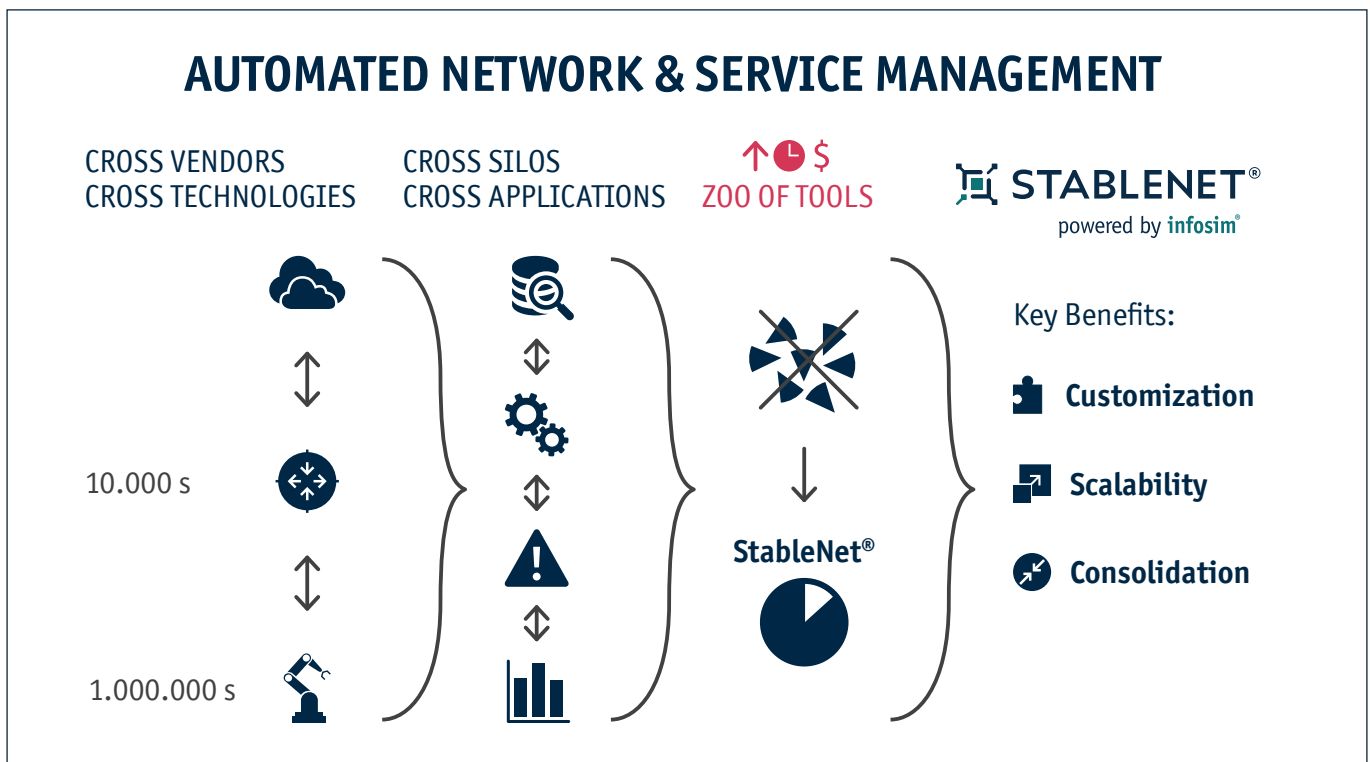 AUTOMATED NETWORK & SERVICE MANAGEMENT
CROSS VENDORS
CROSS TECHNOLOGIES
CROSS SILOS
CROSS APPLICATIONS
$
ZOO OF TOOLS
STABLENET®
powered by infosim®
10.000 s
1.000.000 s
StableNet®
Key Benefits:
Customization
Scalability
Consolidation